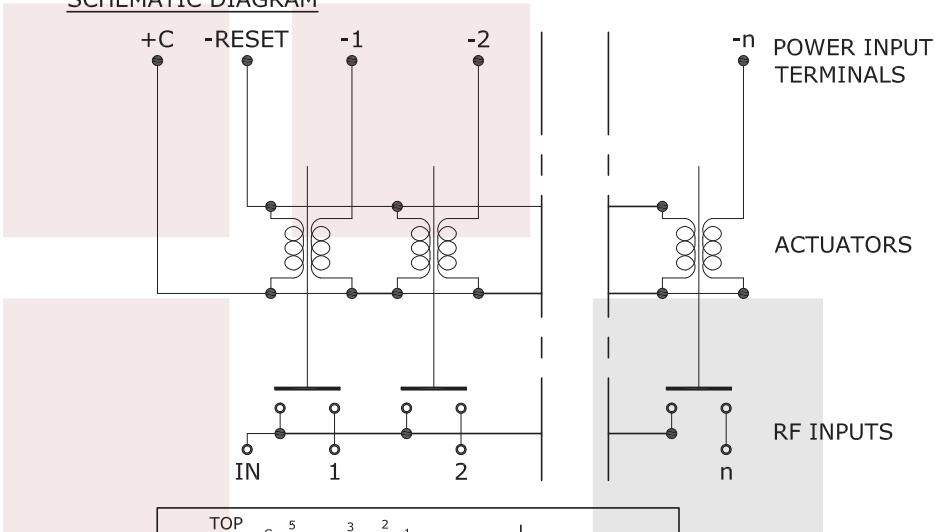 SCHEMATIC DIAGRAM
+C -RESET -1 -2 -n
POWER INPUT
TERMINALS
ACTUATORS
RF INPUTS
IN 1 2 n
TOP
5 3 2 1